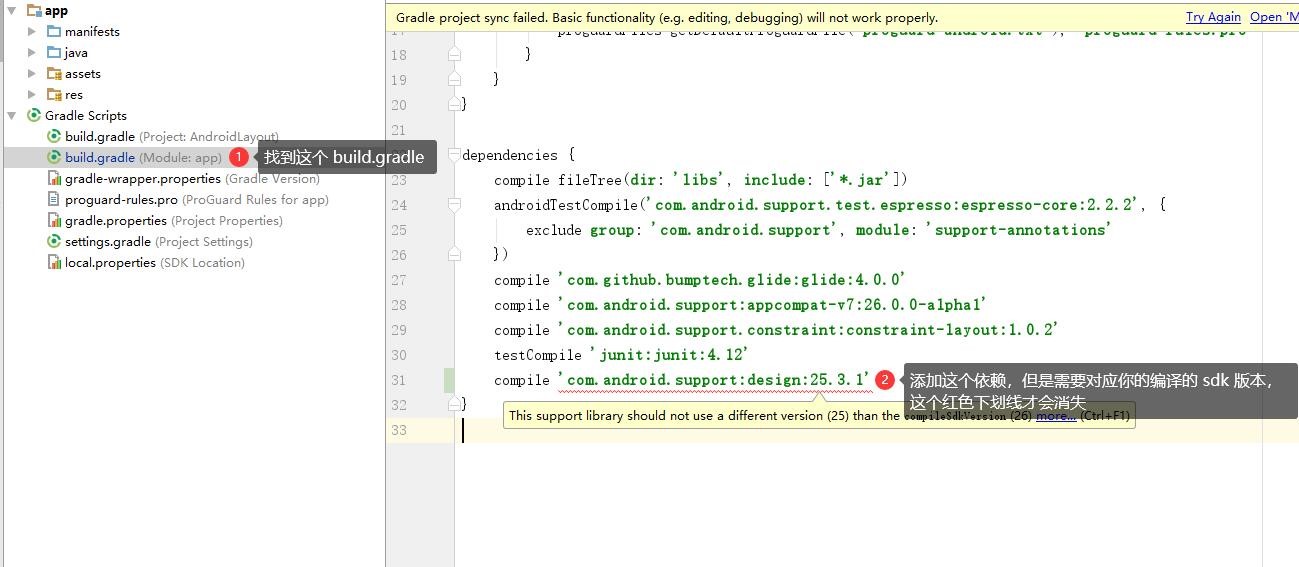 app
manifests
java
assets
res
Gradle Scripts
build.gradle (Project: AndroidLayout)
build.gradle (Module: app)
1
找到这个 build.gradle
gradle-wrapper.properties (Gradle Version)
proguard-rules.pro (ProGuard Rules for app)
gradle.properties (Project Properties)
settings.gradle (Project Settings)
local.properties (SDK Location)
Gradle project sync failed. Basic functionality (e.g. editing, debugging) will not work properly.
Try Again Open 'M
18 }
19 }
20 }
21
dependencies {
23 compile fileTree(dir: 'libs', include: ['*.jar'])
24 androidTestCompile('com.android.support.test.espresso:espresso-core:2.2.2', {
25 exclude group: 'com.android.support', module: 'support-annotations'
26 })
27 compile 'com.github.bumptech.glide:glide:4.0.0'
28 compile 'com.android.support:appcompat-v7:26.0.0-alpha1'
29 compile 'com.android.support.constraint:constraint-layout:1.0.2'
30 testCompile 'junit:junit:4.12'
31 compile 'com.android.support:design:25.3.1'
2
添加这个依赖，但是需要对应你的编译的 sdk 版本，
这个红色下划线才会消失
32 }
This support library should not use a different version (25) than the compileSdkVersion (26) more... (Ctrl+F1)
33